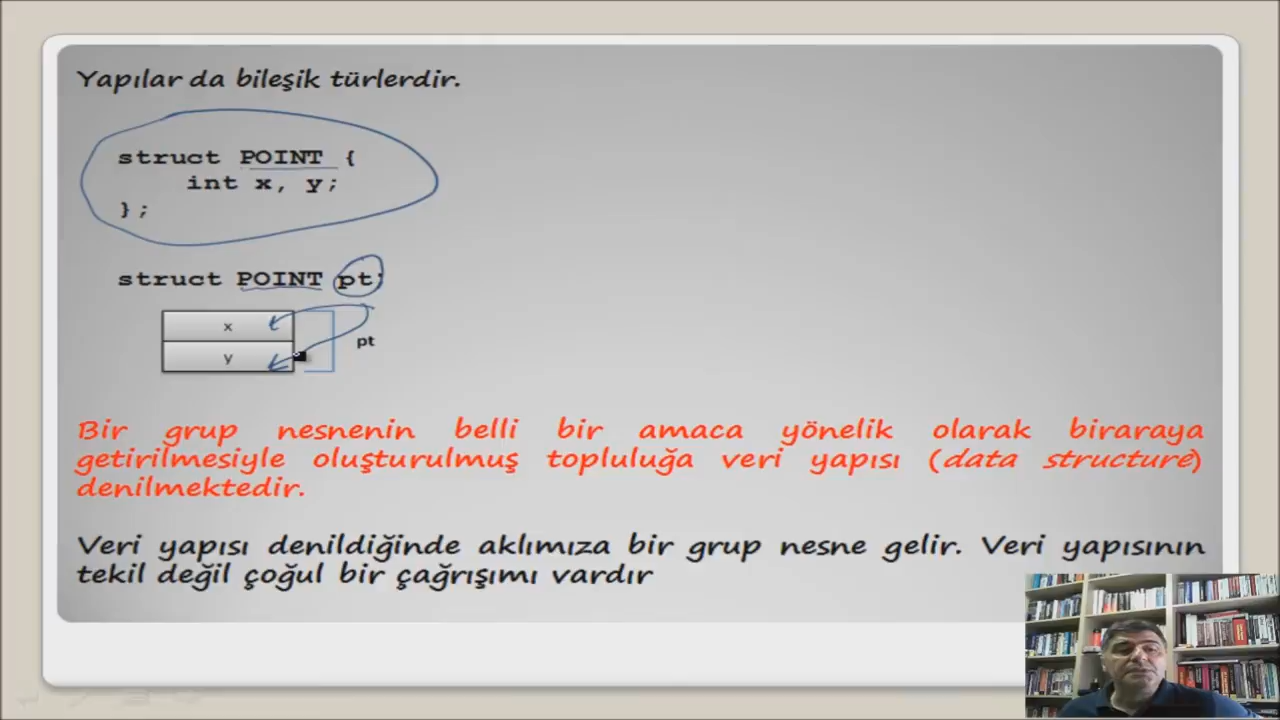 Yapılar da bileşik türlerdir.
struct POINT {
int x, y;
};
struct POINT pt;
x
y
pt
Bir grup nesnenin belli bir amaca yönelik olarak biraraya
getirilmesiyle oluşturulmuş topluluğa veri yapısı (data structure)
denilmektedir.
Veri yapısı denildiğinde aklımıza bir grup nesne gelir. Veri yapısının
tekil değil çoğul bir çağrışımı vardır